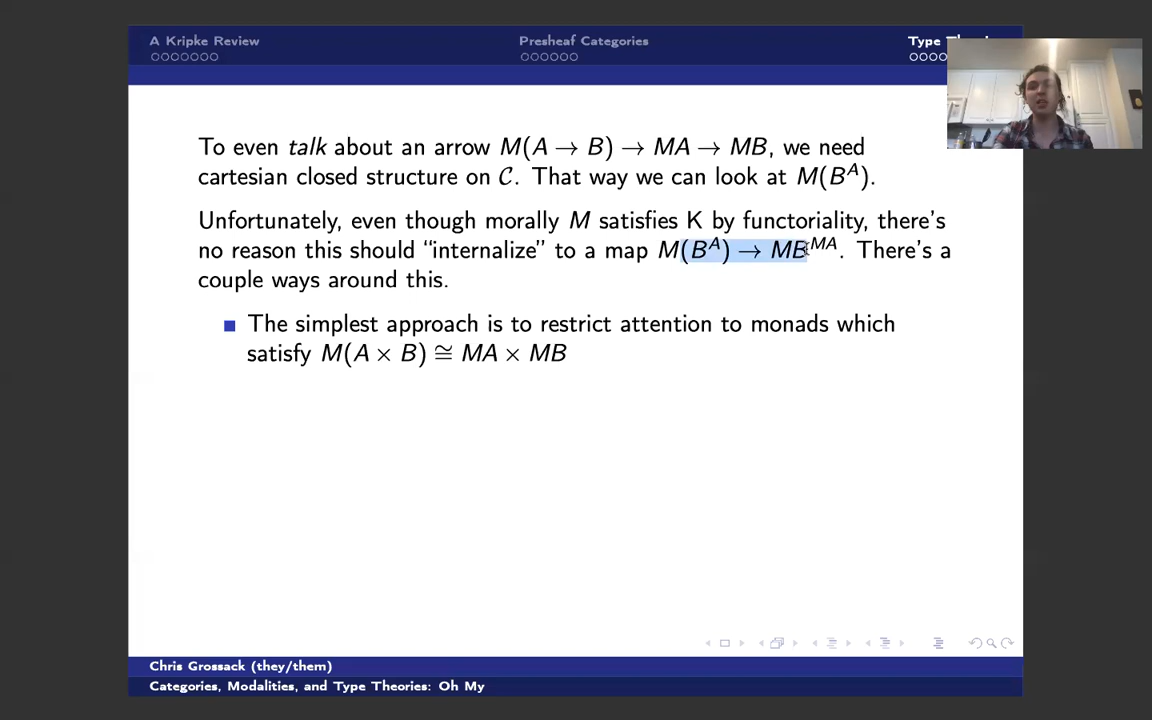 A Kripke Review
Presheaf Categories
Type
To even talk about an arrow M(A → B) → MA → MB, we need
cartesian closed structure on 𝒞. That way we can look at M(Bᴬ).
Unfortunately, even though morally M satisfies K by functoriality, there's
no reason this should “internalize” to a map M(Bᴬ) → MBᴹᴬ. There's a
couple ways around this.
The simplest approach is to restrict attention to monads which
satisfy M(A × B) ≅ MA × MB
Chris Grossack (they/them)
Categories, Modalities, and Type Theories: Oh My